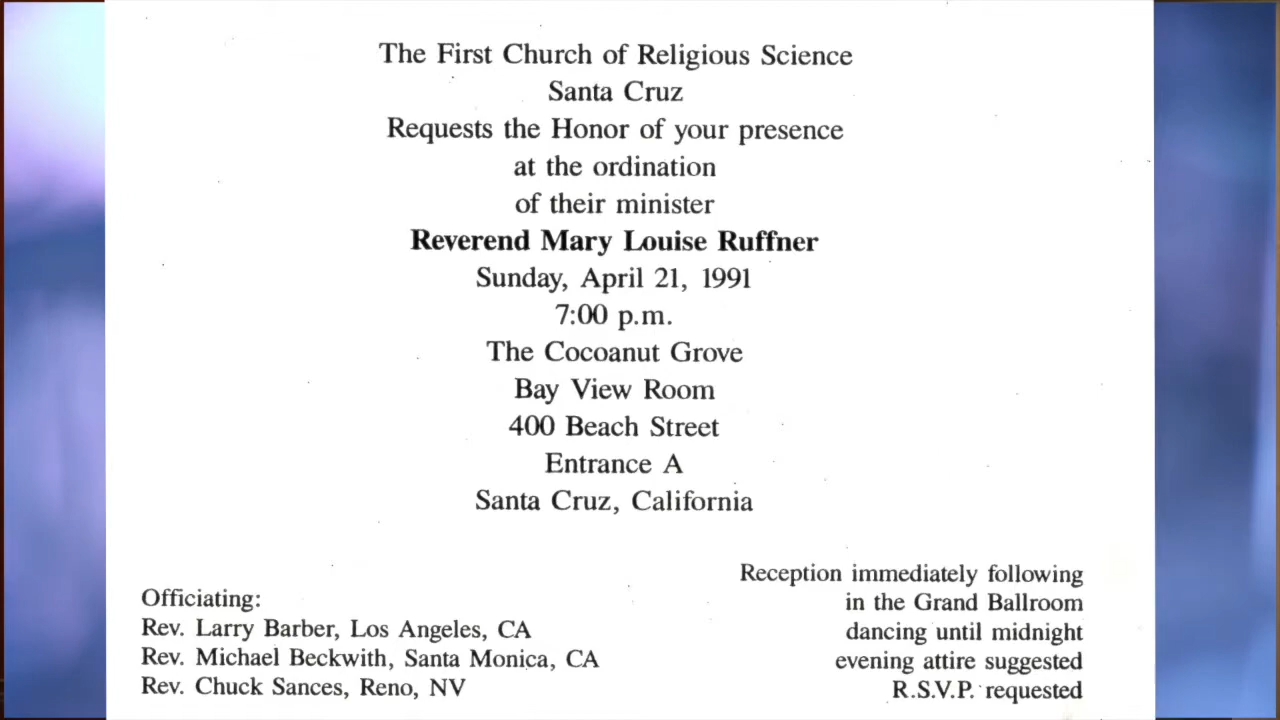 The First Church of Religious Science
Santa Cruz
Requests the Honor of your presence
at the ordination
of their minister
Reverend Mary Louise Ruffner
Sunday, April 21, 1991
7:00 p.m.
The Cocoanut Grove
Bay View Room
400 Beach Street
Entrance A
Santa Cruz, California
Officiating:
Rev. Larry Barber, Los Angeles, CA
Rev. Michael Beckwith, Santa Monica, CA
Rev. Chuck Sances, Reno, NV
Reception immediately following
in the Grand Ballroom
dancing until midnight
evening attire suggested
R.S.V.P. requested